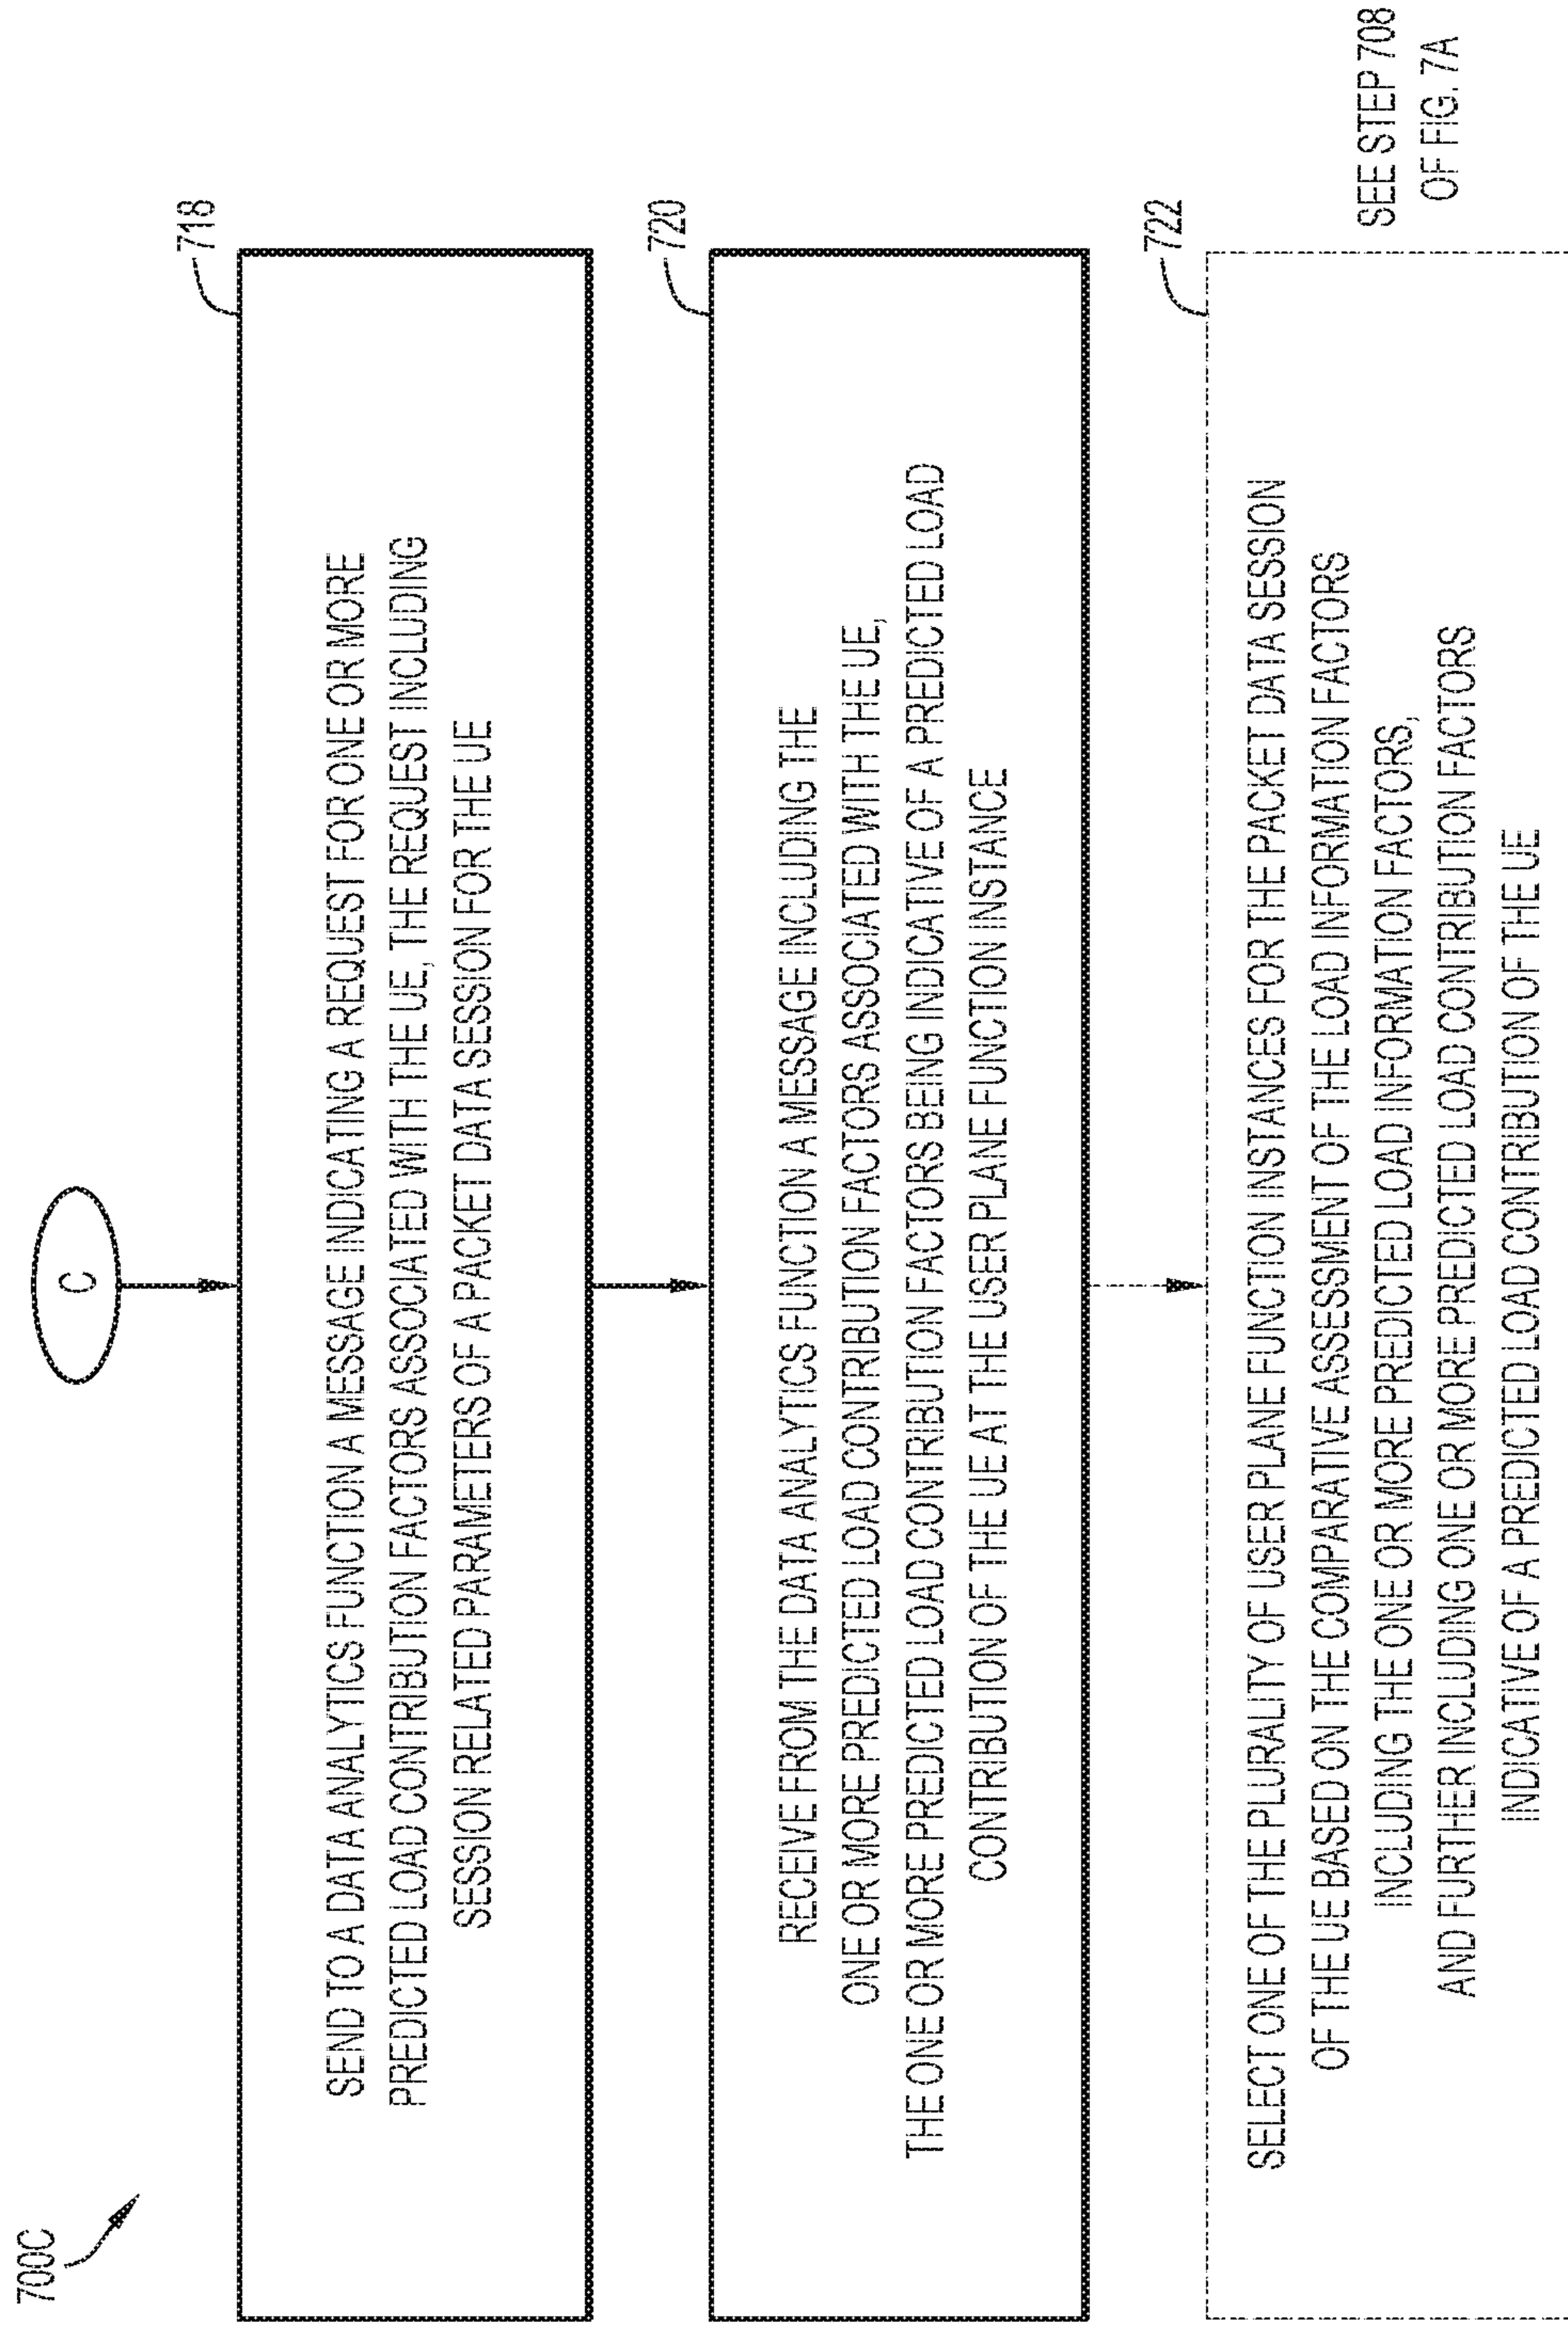 700C
C
718
SEND TO A DATA ANALYTICS FUNCTION A MESSAGE INDICATING A REQUEST FOR ONE OR MORE
PREDICTED LOAD CONTRIBUTION FACTORS ASSOCIATED WITH THE UE, THE REQUEST INCLUDING
SESSION RELATED PARAMETERS OF A PACKET DATA SESSION FOR THE UE
720
RECEIVE FROM THE DATA ANALYTICS FUNCTION A MESSAGE INCLUDING THE
ONE OR MORE PREDICTED LOAD CONTRIBUTION FACTORS ASSOCIATED WITH THE UE,
THE ONE OR MORE PREDICTED LOAD CONTRIBUTION FACTORS BEING INDICATIVE OF A PREDICTED LOAD
CONTRIBUTION OF THE UE AT THE USER PLANE FUNCTION INSTANCE
722
SELECT ONE OF THE PLURALITY OF USER PLANE FUNCTION INSTANCES FOR THE PACKET DATA SESSION
OF THE UE BASED ON THE COMPARATIVE ASSESSMENT OF THE LOAD INFORMATION FACTORS
INCLUDING THE ONE OR MORE PREDICTED LOAD INFORMATION FACTORS,
AND FURTHER INCLUDING ONE OR MORE PREDICTED LOAD CONTRIBUTION FACTORS
INDICATIVE OF A PREDICTED LOAD CONTRIBUTION OF THE UE
SEE STEP 708
OF FIG. 7A